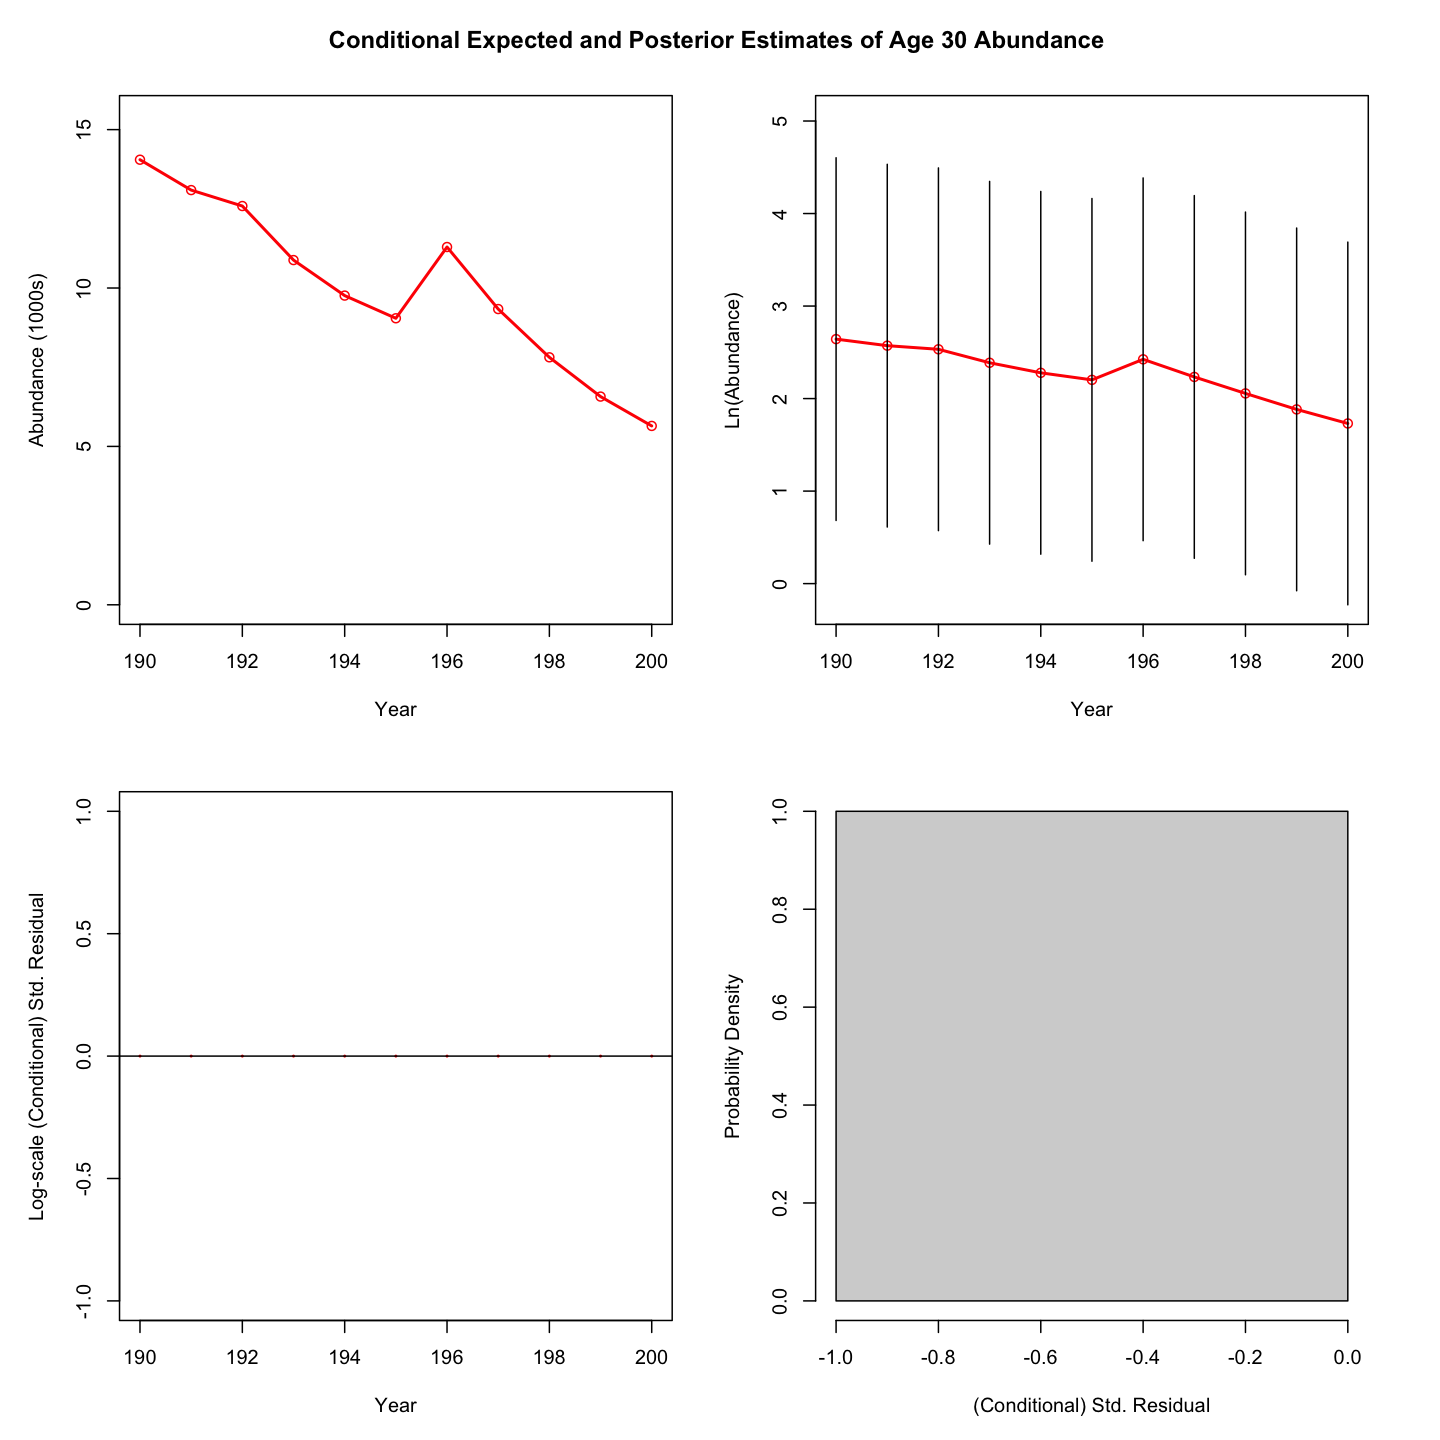 Conditional Expected and Posterior Estimates of Age 30 Abundance
Abundance (1000s)
15
10
5
0
190 192 194 196 198 200
Year
Ln(Abundance)
5
4
3
2
1
0
190 192 194 196 198 200
Year
Log-scale (Conditional) Std. Residual
1.0
0.5
0.0
-0.5
-1.0
190 192 194 196 198 200
Year
Probability Density
1.0
0.8
0.6
0.4
0.2
0.0
-1.0 -0.8 -0.6 -0.4 -0.2 0.0
(Conditional) Std. Residual